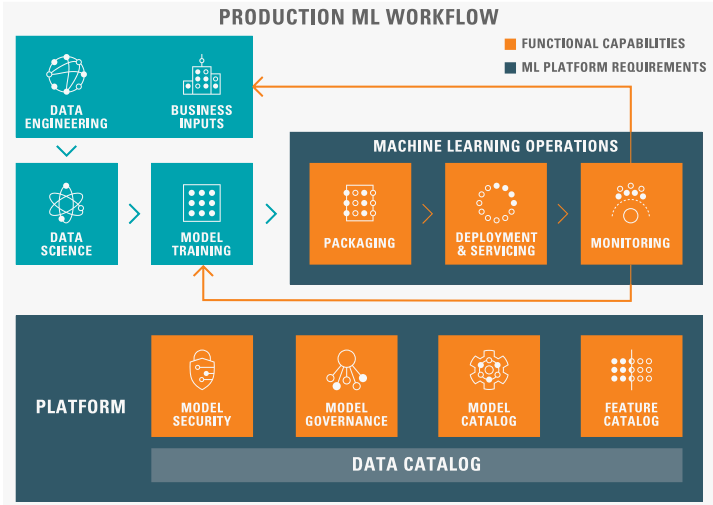 PRODUCTION ML WORKFLOW
FUNCTIONAL CAPABILITIES
ML PLATFORM REQUIREMENTS
DATA
ENGINEERING
BUSINESS
INPUTS
MACHINE LEARNING OPERATIONS
DATA
SCIENCE
MODEL
TRAINING
PACKAGING
DEPLOYMENT
& SERVICING
MONITORING
PLATFORM
MODEL
SECURITY
MODEL
GOVERNANCE
MODEL
CATALOG
FEATURE
CATALOG
DATA CATALOG